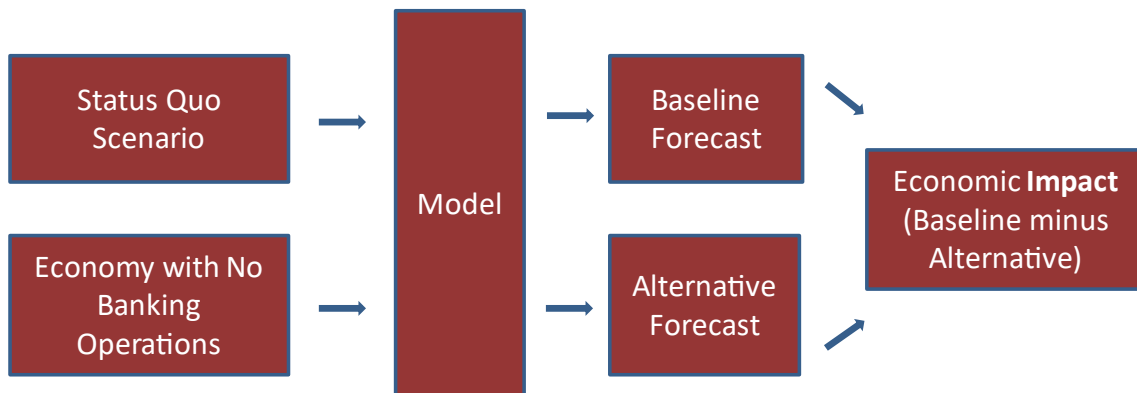 Status Quo
Scenario
Economy with No
Banking
Operations
Model
Baseline
Forecast
Alternative
Forecast
Economic Impact
(Baseline minus
Alternative)